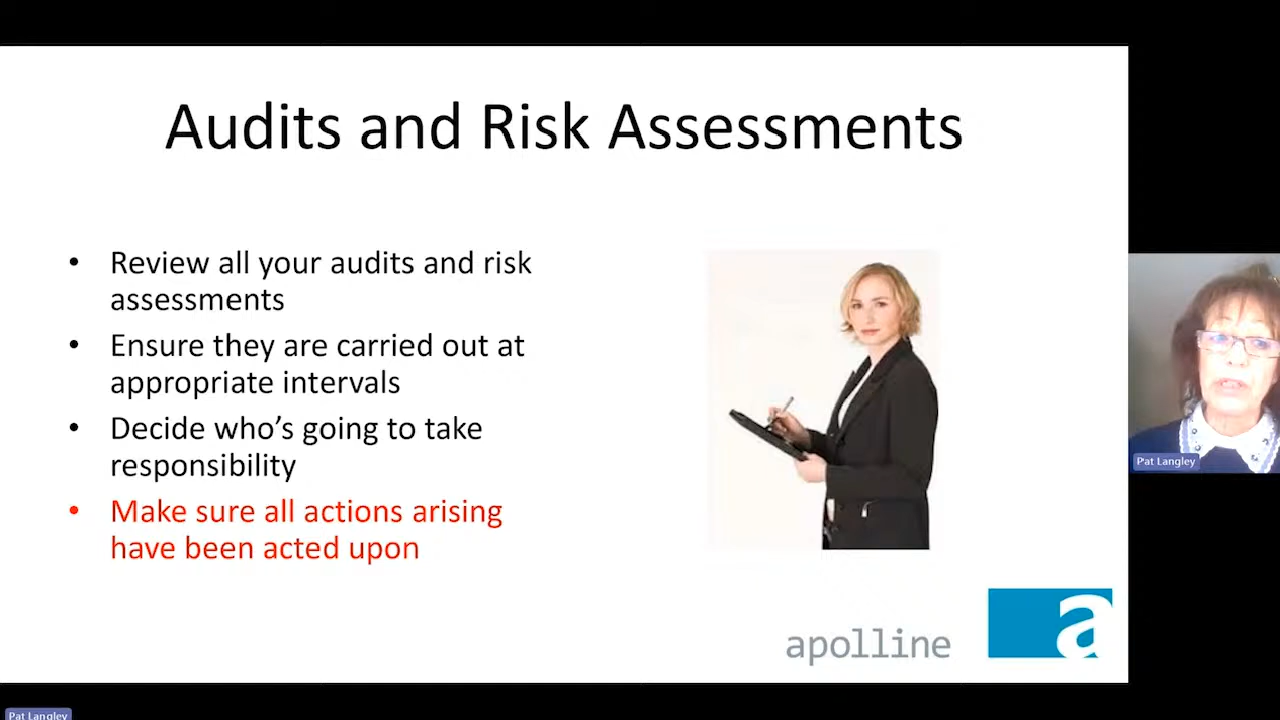 Audits and Risk Assessments
• Review all your audits and risk
assessments
• Ensure they are carried out at
appropriate intervals
• Decide who's going to take
responsibility
• Make sure all actions arising
have been acted upon
apolline
a
Pat Langley
Pat Langley